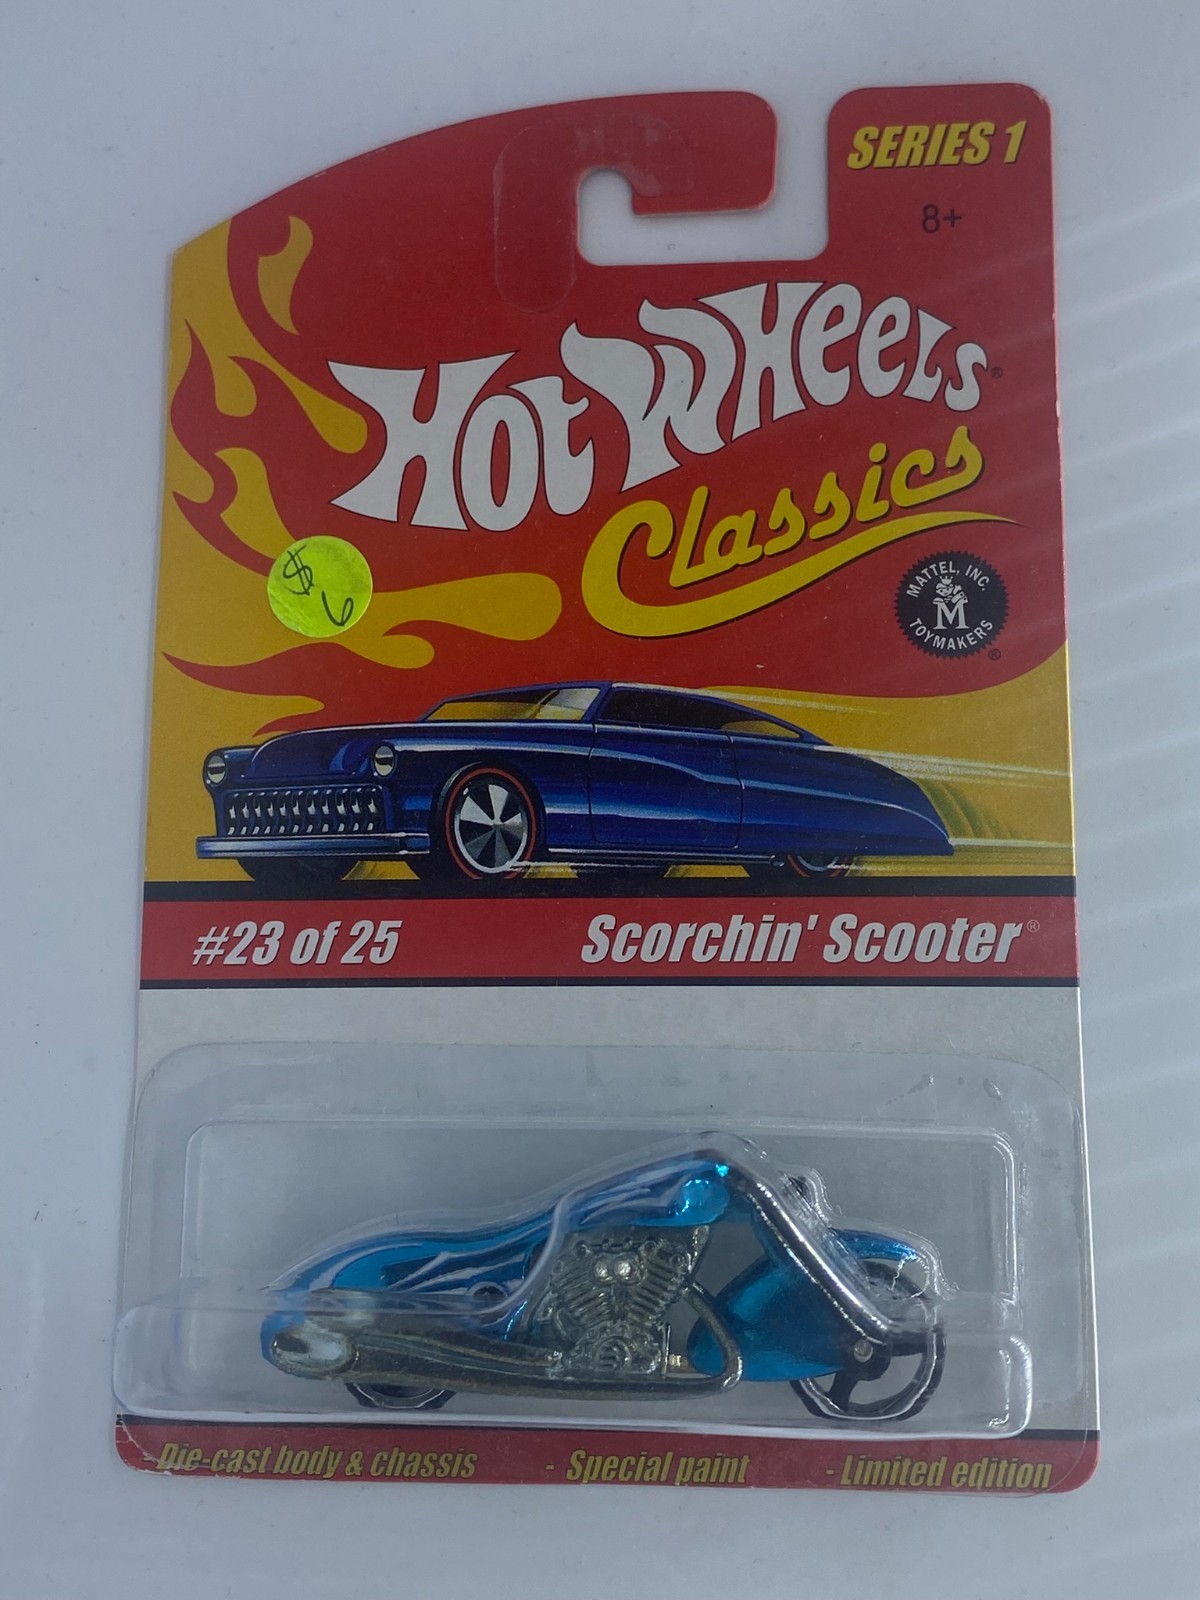 SERIES 1
8+
Hot Wheels®
Classics
$6
MATTEL, INC.
M
TOYMAKERS®
#23 of 25
Scorchin' Scooter®
-Die-cast body & chassis - Special paint - Limited edition